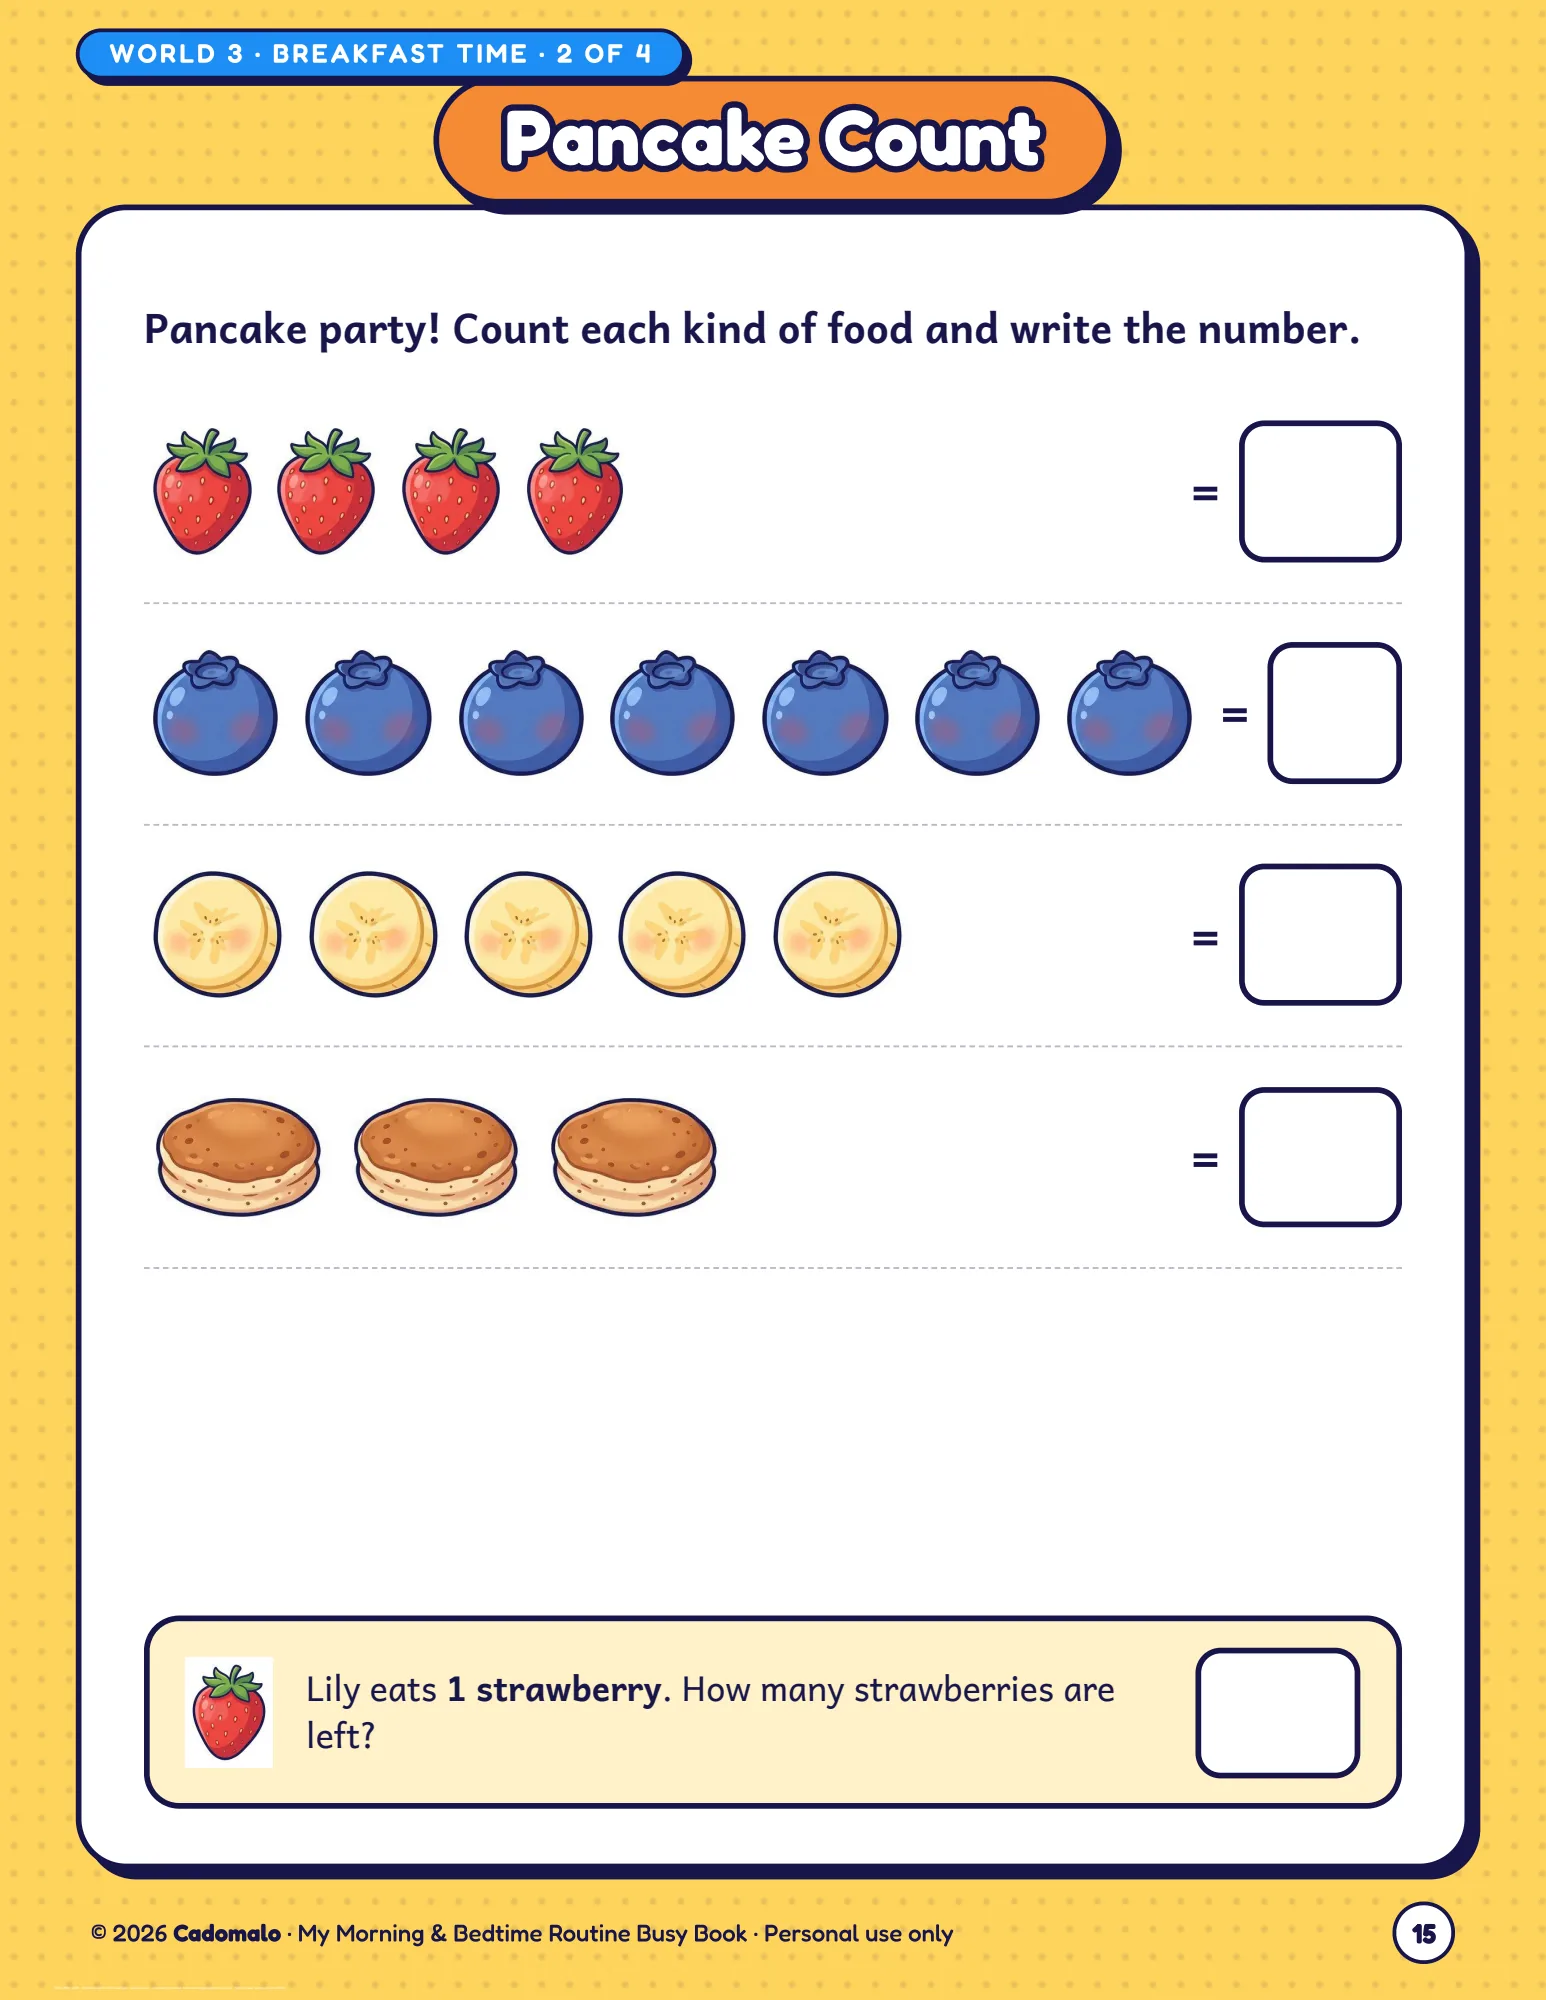 WORLD 3 · BREAKFAST TIME · 2 OF 4
Pancake Count
Pancake party! Count each kind of food and write the number.
=
=
=
=
Lily eats 1 strawberry. How many strawberries are
left?
© 2026 Cadomalo · My Morning & Bedtime Routine Busy Book · Personal use only
15